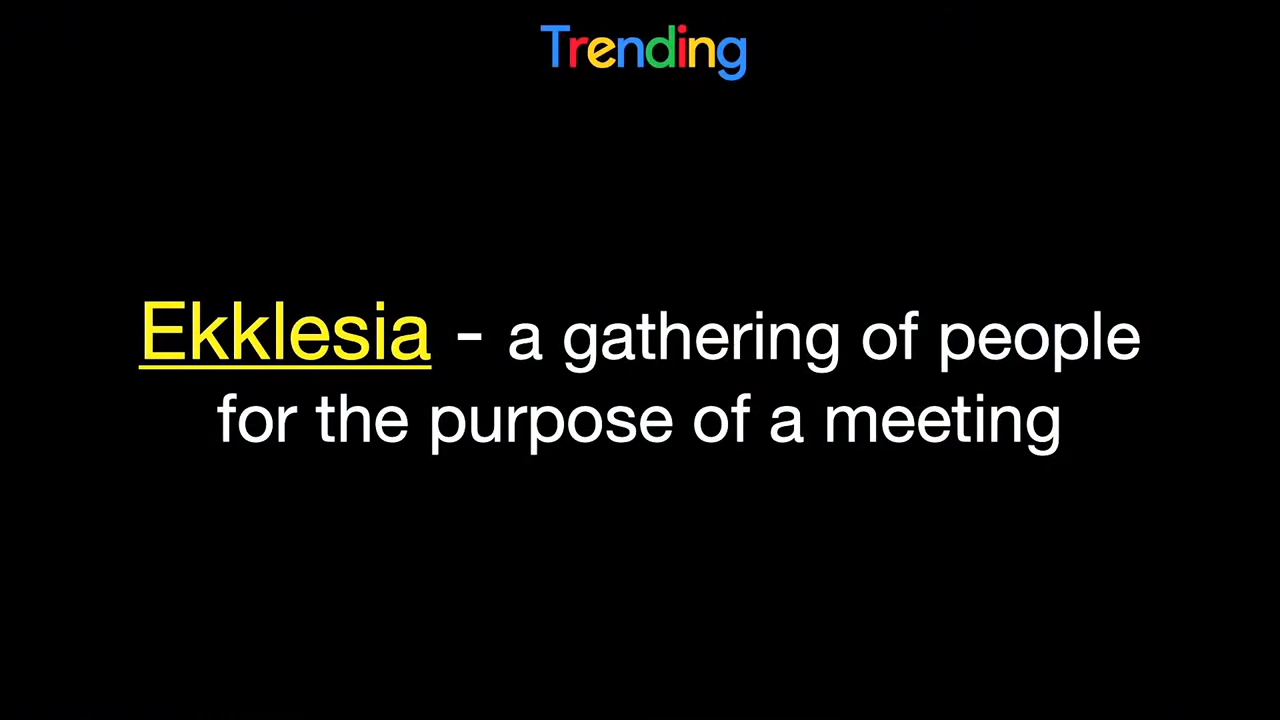 Trending
Ekklesia - a gathering of people
for the purpose of a meeting